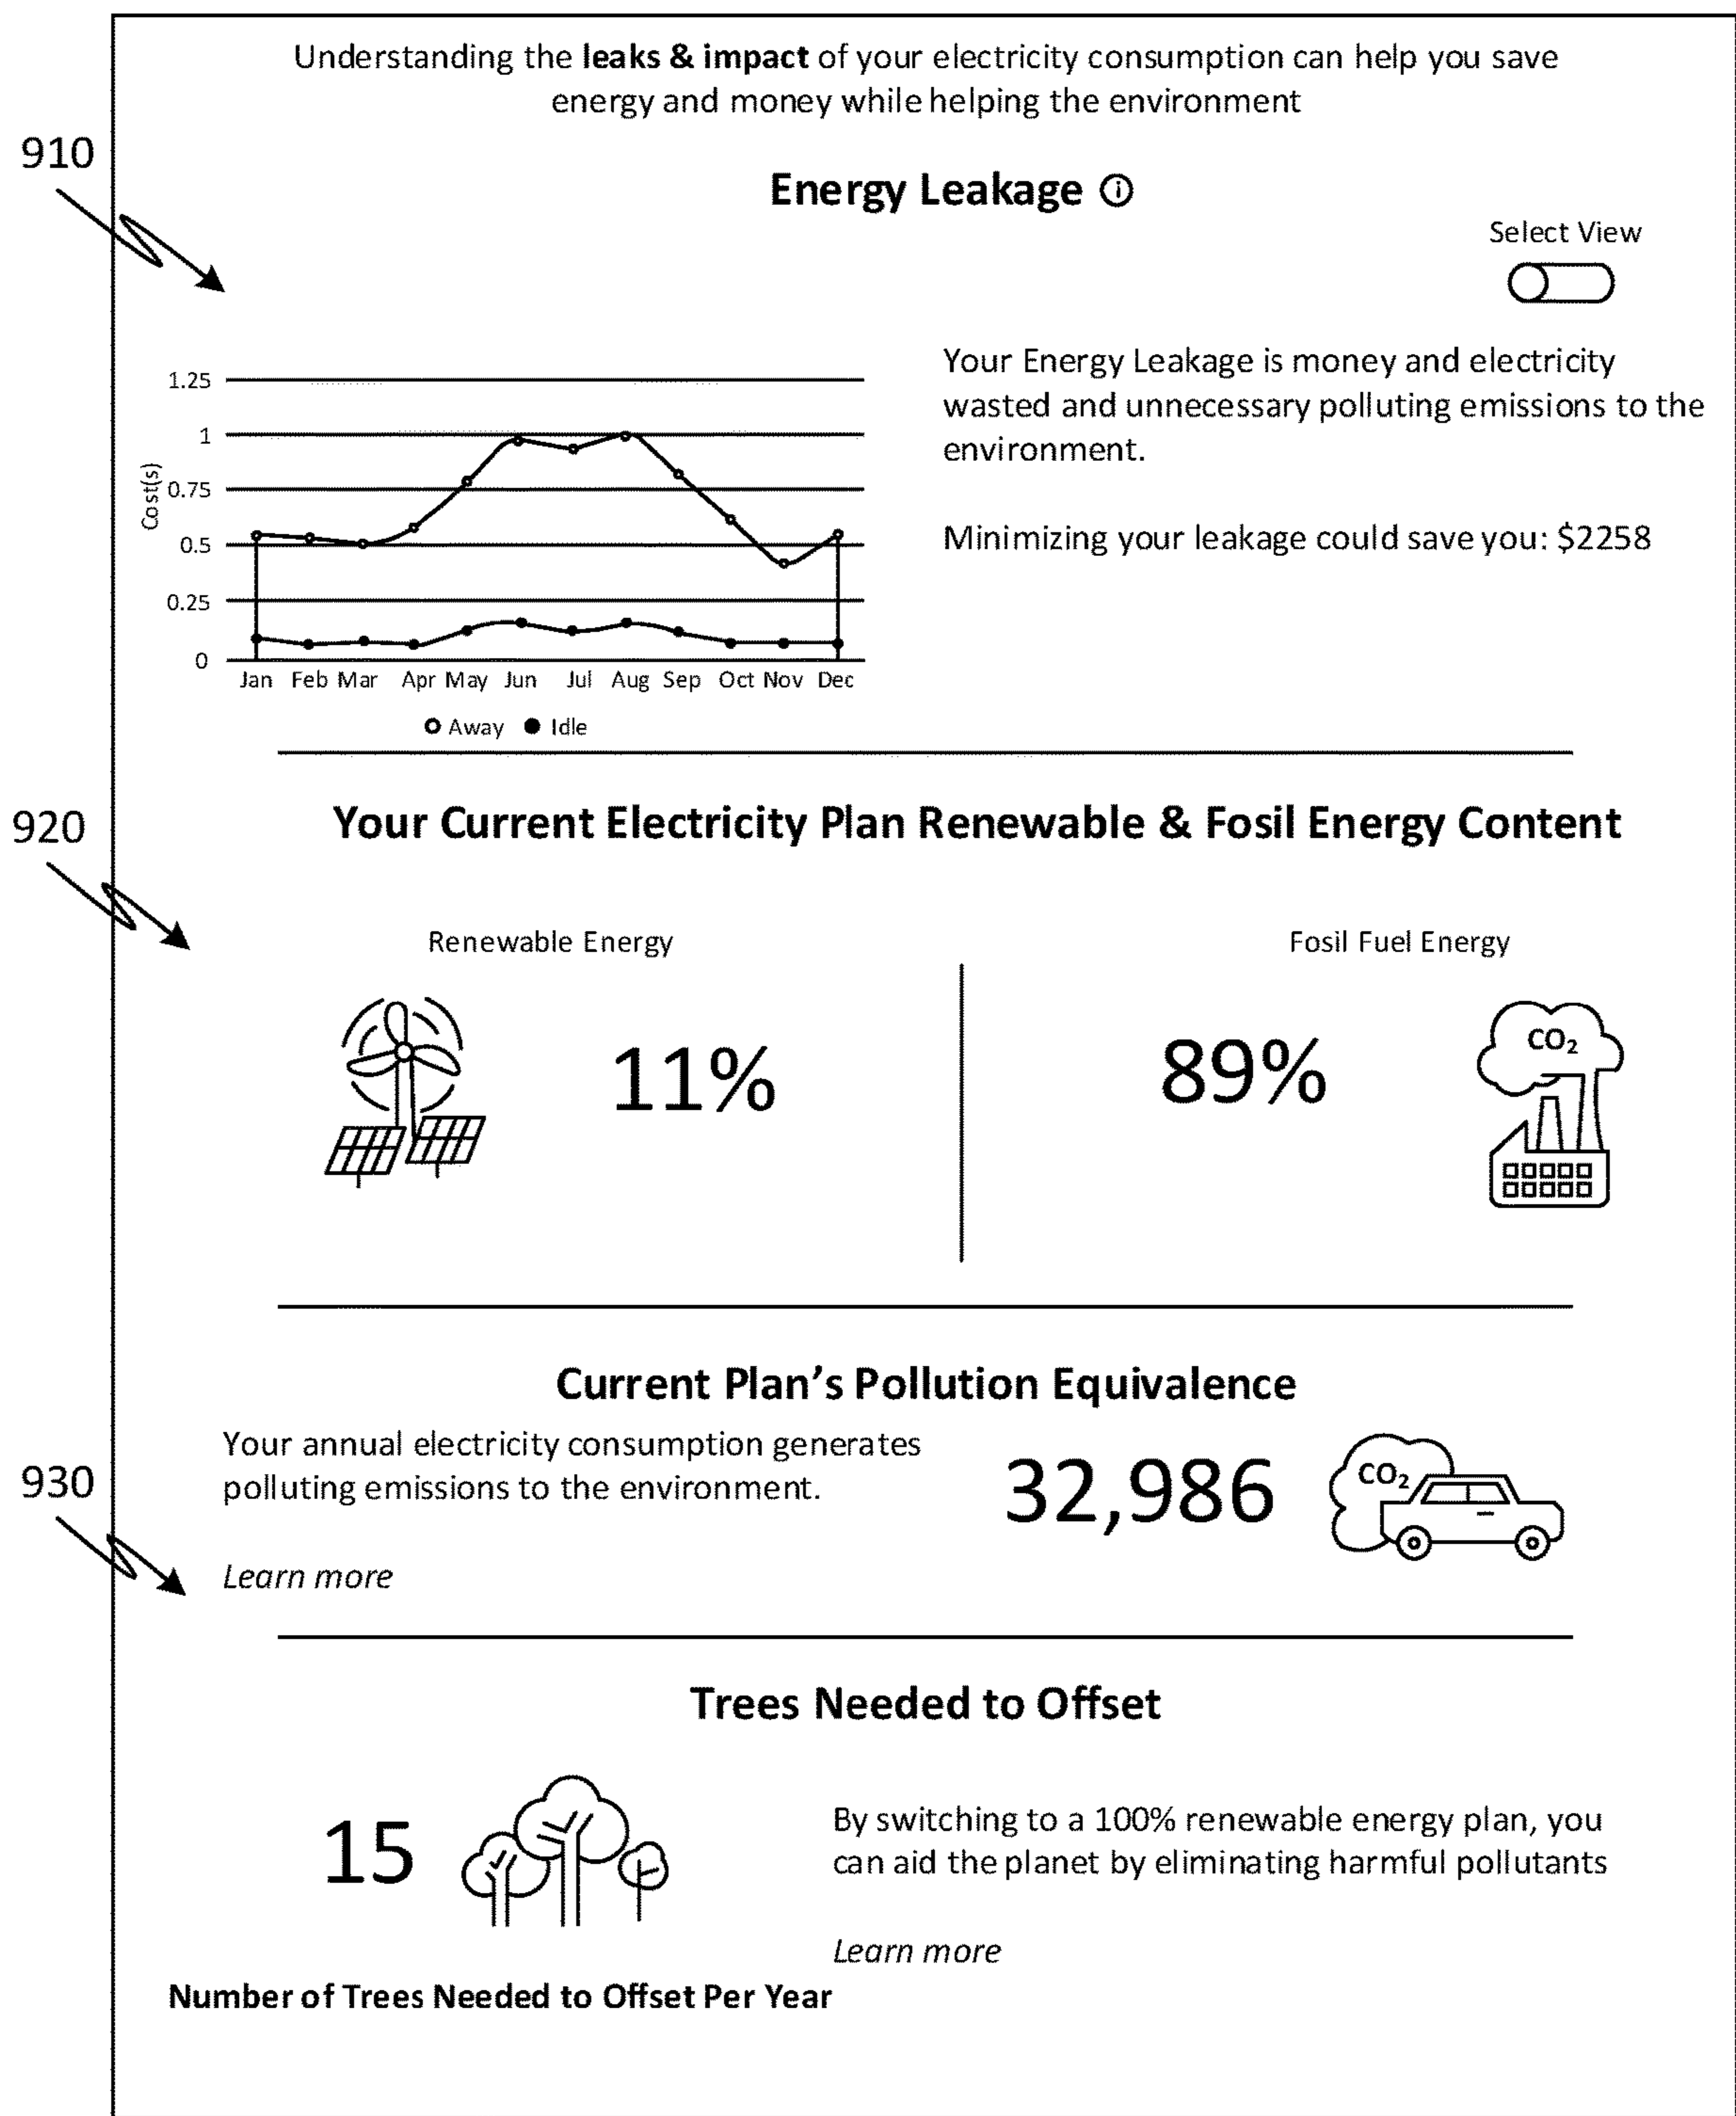 Understanding the leaks & impact of your electricity consumption can help you save
energy and money while helping the environment
910
Energy Leakage ⓘ
Select View
Your Energy Leakage is money and electricity
wasted and unnecessary polluting emissions to the
environment.
Minimizing your leakage could save you: $2258
Cost(s)
1.25
1
0.75
0.5
0.25
0
Jan Feb Mar Apr May Jun Jul Aug Sep Oct Nov Dec
Away Idle
920
Your Current Electricity Plan Renewable & Fosil Energy Content
Renewable Energy
11%
Fosil Fuel Energy
89%
CO₂
Current Plan’s Pollution Equivalence
930
Your annual electricity consumption generates
polluting emissions to the environment.
Learn more
32,986
CO₂
Trees Needed to Offset
15
Number of Trees Needed to Offset Per Year
By switching to a 100% renewable energy plan, you
can aid the planet by eliminating harmful pollutants
Learn more